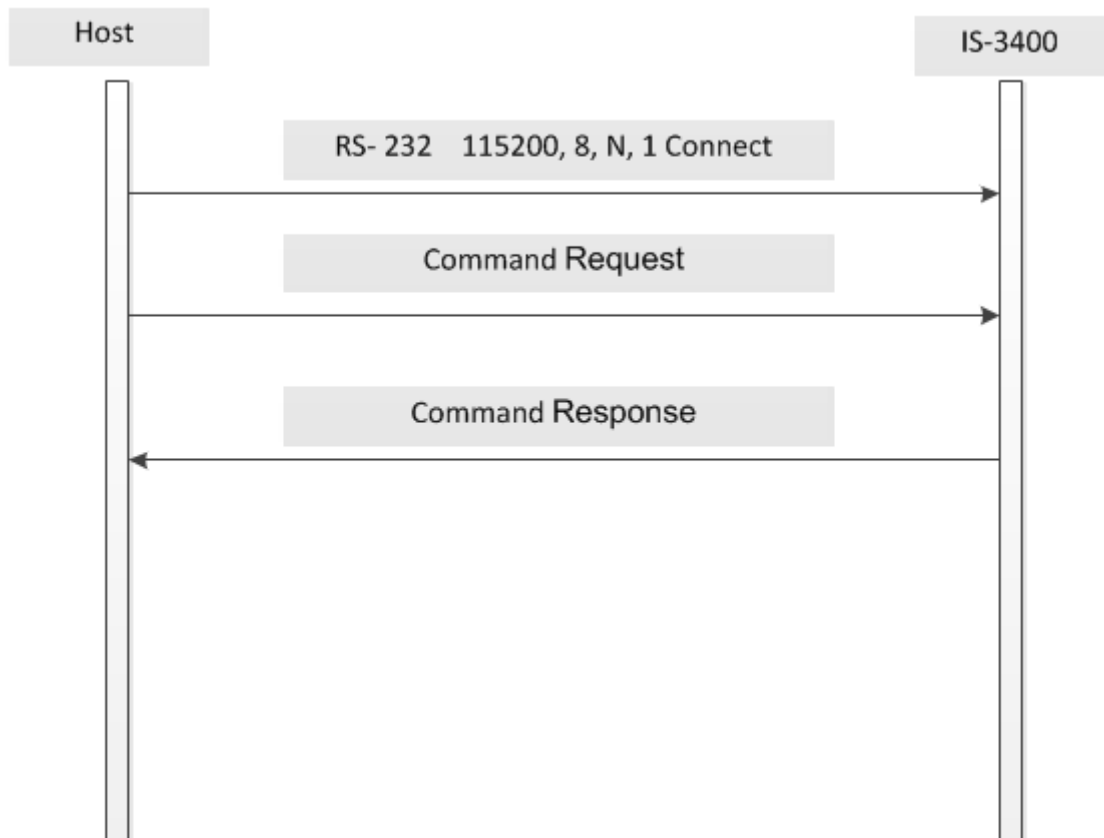 Host
IS-3400
RS- 232 115200, 8, N, 1 Connect
Command Request
Command Response